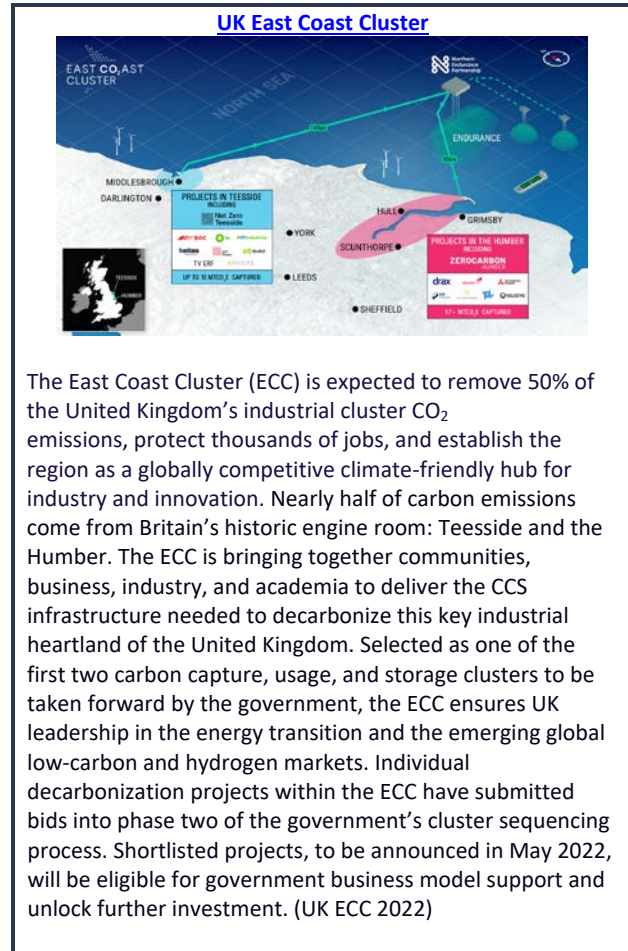 UK East Coast Cluster
EAST CO₂AST
CLUSTER
Northern
Endurance
Partnership
NORTH SEA
ENDURANCE
MIDDLESBROUGH
DARLINGTON
PROJECTS IN TEESSIDE
INCLUDING
Net Zero
Teesside
BOC
TV ERF
UP TO 10 MTCO₂E CAPTURED
YORK
LEEDS
HULL
GRIMSBY
SCUNTHORPE
SHEFFIELD
PROJECTS IN THE HUMBER
INCLUDING
ZEROCARBON
HUMBER
drax
VELOCYS
17+ MTCO₂E CAPTURED
TEESSIDE
HUMBER
The East Coast Cluster (ECC) is expected to remove 50% of
the United Kingdom’s industrial cluster CO₂
emissions, protect thousands of jobs, and establish the
region as a globally competitive climate-friendly hub for
industry and innovation. Nearly half of carbon emissions
come from Britain’s historic engine room: Teesside and the
Humber. The ECC is bringing together communities,
business, industry, and academia to deliver the CCS
infrastructure needed to decarbonize this key industrial
heartland of the United Kingdom. Selected as one of the
first two carbon capture, usage, and storage clusters to be
taken forward by the government, the ECC ensures UK
leadership in the energy transition and the emerging global
low-carbon and hydrogen markets. Individual
decarbonization projects within the ECC have submitted
bids into phase two of the government’s cluster sequencing
process. Shortlisted projects, to be announced in May 2022,
will be eligible for government business model support and
unlock further investment. (UK ECC 2022)